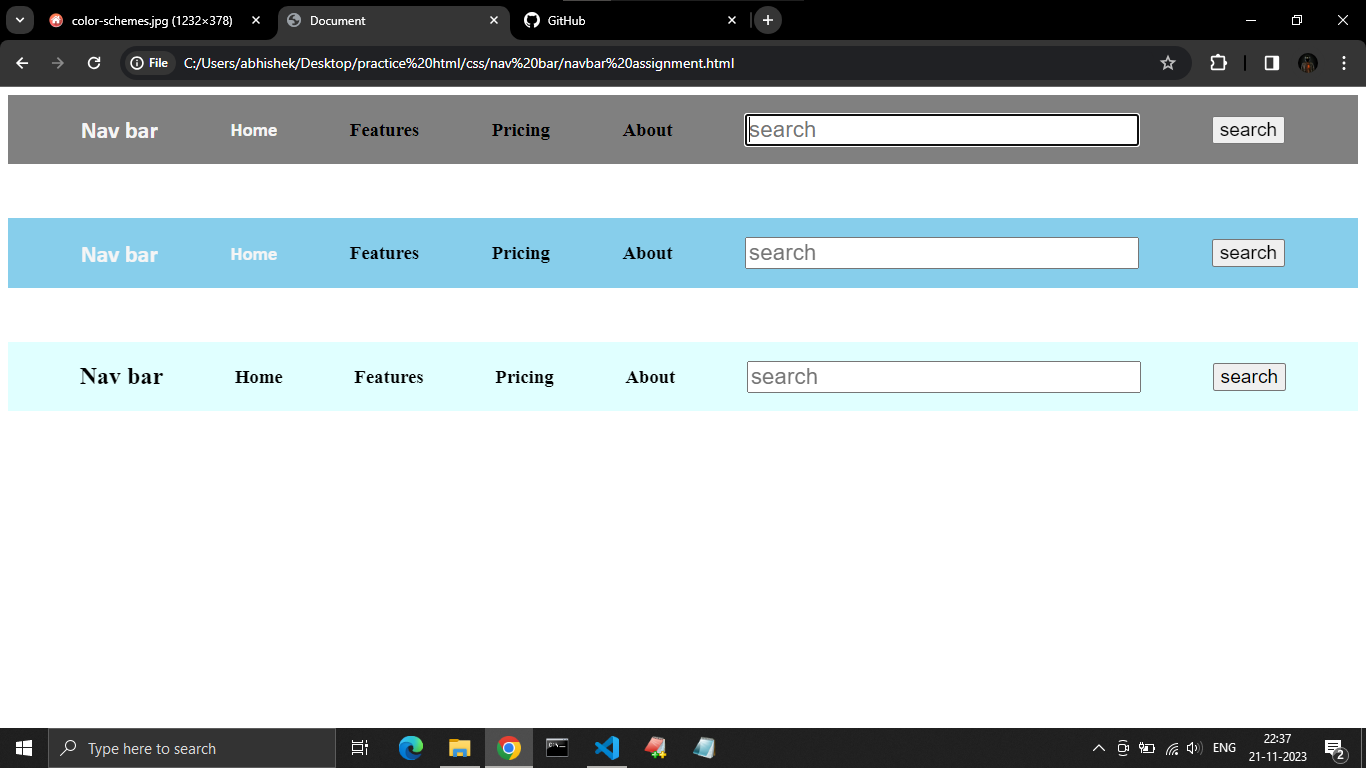 color-schemes.jpg (1232×378) Document GitHub
File C:/Users/abhishek/Desktop/practice%20html/css/nav%20bar/navbar%20assignment.html
Nav bar Home Features Pricing About search search
Nav bar Home Features Pricing About search search
Nav bar Home Features Pricing About search search
Type here to search ENG 22:37
21-11-2023 2